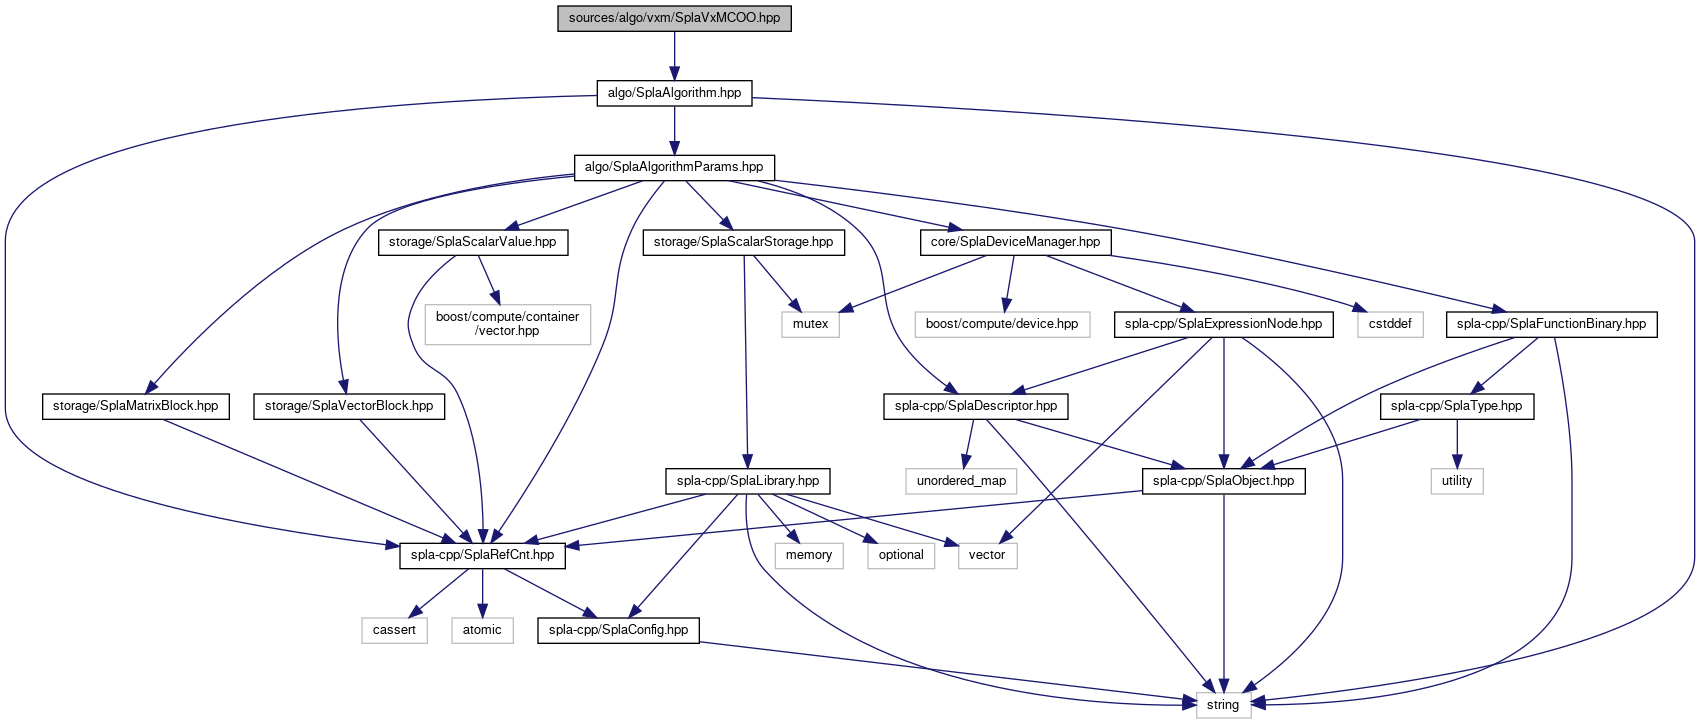 sources/algo/vxm/SplaVxMCOO.hpp
algo/SplaAlgorithm.hpp
algo/SplaAlgorithmParams.hpp
storage/SplaScalarValue.hpp
storage/SplaScalarStorage.hpp
core/SplaDeviceManager.hpp
boost/compute/container
/vector.hpp
mutex
boost/compute/device.hpp
spla-cpp/SplaExpressionNode.hpp
cstddef
spla-cpp/SplaFunctionBinary.hpp
storage/SplaMatrixBlock.hpp
storage/SplaVectorBlock.hpp
spla-cpp/SplaDescriptor.hpp
spla-cpp/SplaType.hpp
spla-cpp/SplaLibrary.hpp
unordered_map
spla-cpp/SplaObject.hpp
utility
spla-cpp/SplaRefCnt.hpp
memory
optional
vector
cassert
atomic
spla-cpp/SplaConfig.hpp
string